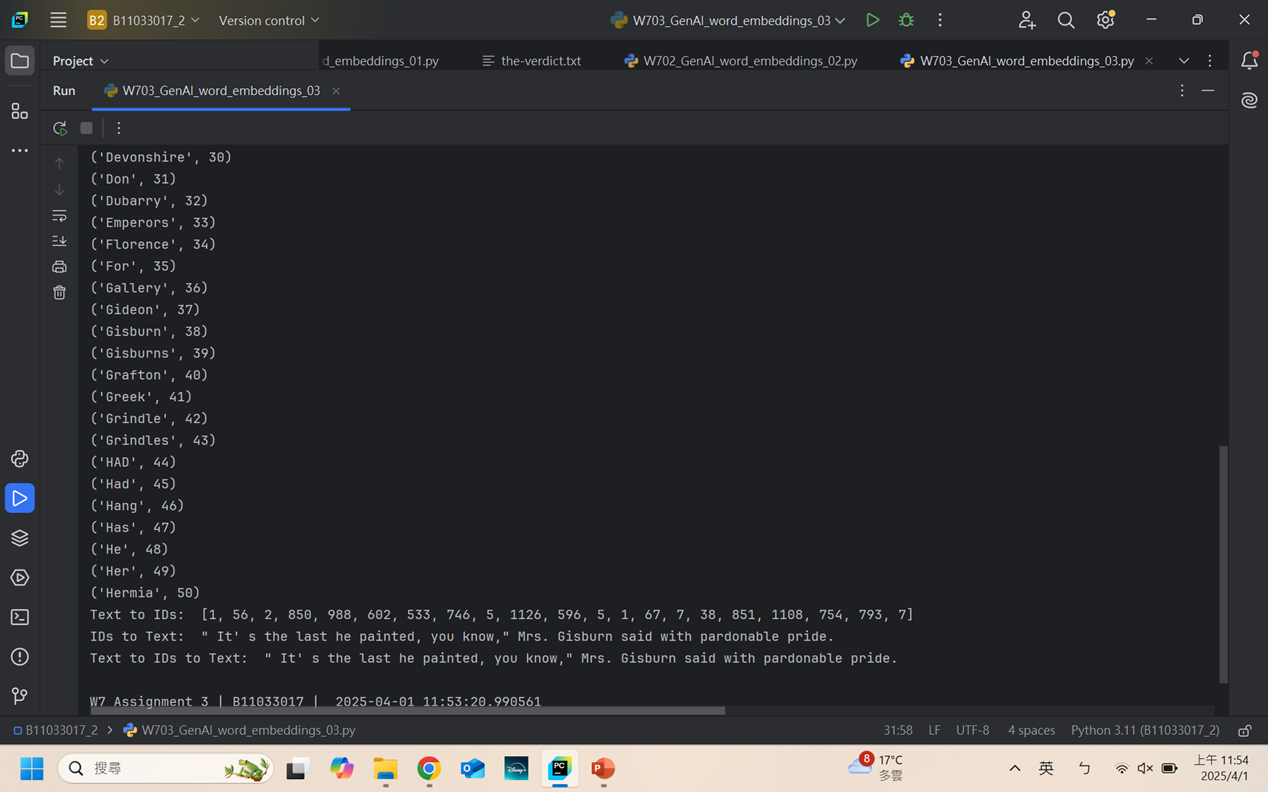 PC B2 B11033017_2 Version control W703_GenAI_word_embeddings_03
Project d_embeddings_01.py the-verdict.txt W702_GenAI_word_embeddings_02.py W703_GenAI_word_embeddings_03.py
Run W703_GenAI_word_embeddings_03
('Devonshire', 30)
('Don', 31)
('Dubarry', 32)
('Emperors', 33)
('Florence', 34)
('For', 35)
('Gallery', 36)
('Gideon', 37)
('Gisburn', 38)
('Gisburns', 39)
('Grafton', 40)
('Greek', 41)
('Grindle', 42)
('Grindles', 43)
('HAD', 44)
('Had', 45)
('Hang', 46)
('Has', 47)
('He', 48)
('Her', 49)
('Hermia', 50)
Text to IDs:  [1, 56, 2, 850, 988, 602, 533, 746, 5, 1126, 596, 5, 1, 67, 7, 38, 851, 1108, 754, 793, 7]
IDs to Text:  " It' s the last he painted, you know," Mrs. Gisburn said with pardonable pride.
Text to IDs to Text:  " It' s the last he painted, you know," Mrs. Gisburn said with pardonable pride.
W7 Assignment 3 | B11033017 |  2025-04-01 11:53:20.990561
B11033017_2 > W703_GenAI_word_embeddings_03.py 31:58 LF UTF-8 4 spaces Python 3.11 (B11033017_2)
搜尋 Disney+ PC P 8 17°C 英 ㄅ 上午 11:54
多雲 2025/4/1